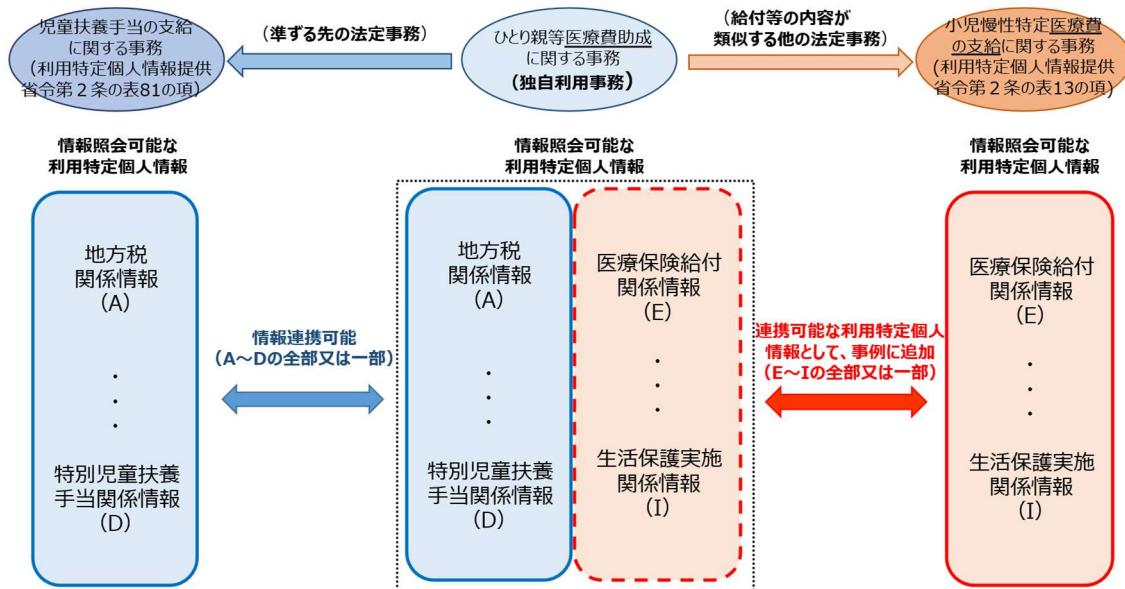 児童扶養手当の支給
に関する事務
(利用特定個人情報提供
省令第２条の表81の項)
(準ずる先の法定事務)
ひとり親等医療費助成
に関する事務
(独自利用事務)
(給付等の内容が
類似する他の法定事務)
小児慢性特定医療費
の支給に関する事務
(利用特定個人情報提供
省令第２条の表13の項)
情報照会可能な
利用特定個人情報
情報照会可能な
利用特定個人情報
情報照会可能な
利用特定個人情報
地方税
関係情報
(A)
・
・
・
特別児童扶養
手当関係情報
(D)
情報連携可能
(A～Dの全部又は一部)
地方税
関係情報
(A)
・
・
・
特別児童扶養
手当関係情報
(D)
医療保険給付
関係情報
(E)
・
・
・
生活保護実施
関係情報
(I)
連携可能な利用特定個人
情報として、事例に追加
(E～Iの全部又は一部)
医療保険給付
関係情報
(E)
・
・
・
生活保護実施
関係情報
(I)